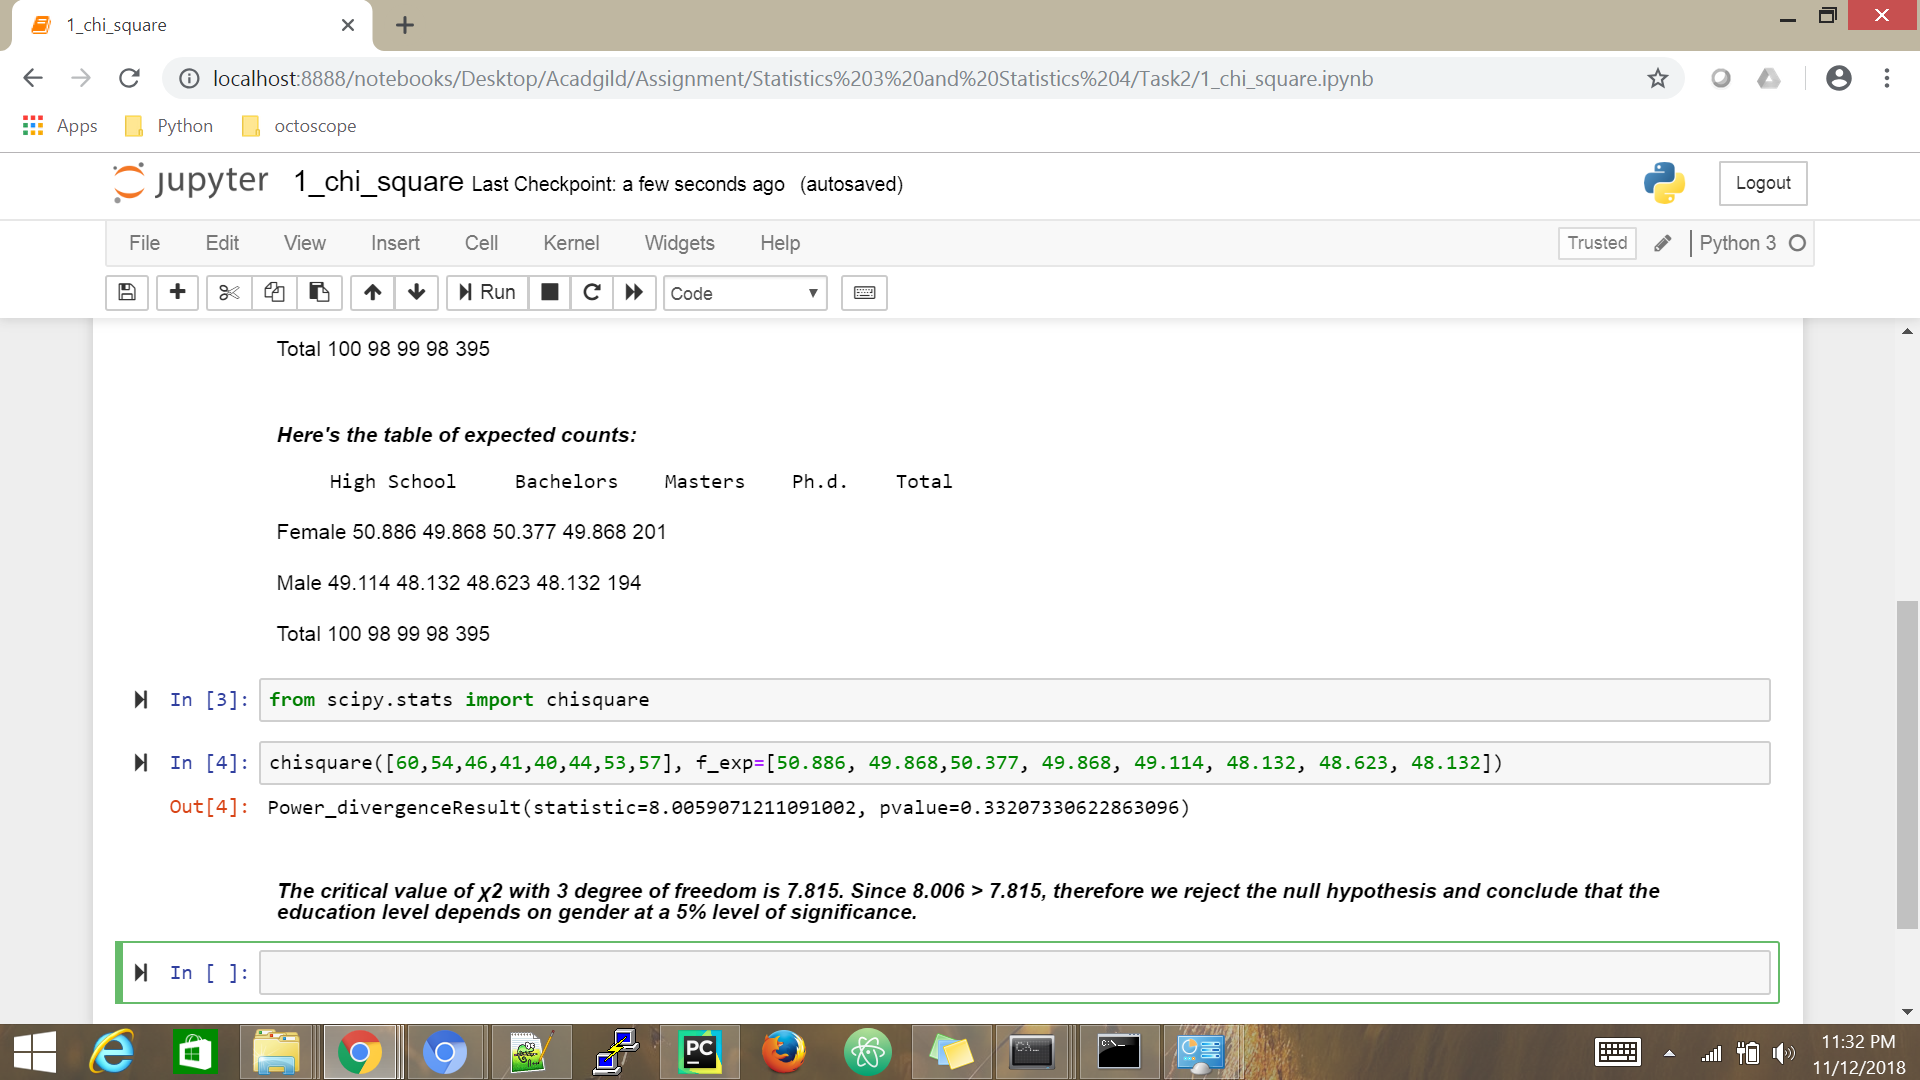 1_chi_square
localhost:8888/notebooks/Desktop/Acadgild/Assignment/Statistics%203%20and%20Statistics%204/Task2/1_chi_square.ipynb
Apps Python octoscope
jupyter 1_chi_square Last Checkpoint: a few seconds ago (autosaved) Logout
File Edit View Insert Cell Kernel Widgets Help Trusted Python 3
Run Code
Total 100 98 99 98 395
Here's the table of expected counts:
High School Bachelors Masters Ph.d. Total
Female 50.886 49.868 50.377 49.868 201
Male 49.114 48.132 48.623 48.132 194
Total 100 98 99 98 395
In [3]: from scipy.stats import chisquare
In [4]: chisquare([60,54,46,41,40,44,53,57], f_exp=[50.886, 49.868,50.377, 49.868, 49.114, 48.132, 48.623, 48.132])
Out[4]: Power_divergenceResult(statistic=8.0059071211091002, pvalue=0.33207330622863096)
The critical value of χ2 with 3 degree of freedom is 7.815. Since 8.006 > 7.815, therefore we reject the null hypothesis and conclude that the
education level depends on gender at a 5% level of significance.
In [ ]:
PC
C:\_
C:\_
11:32 PM
11/12/2018